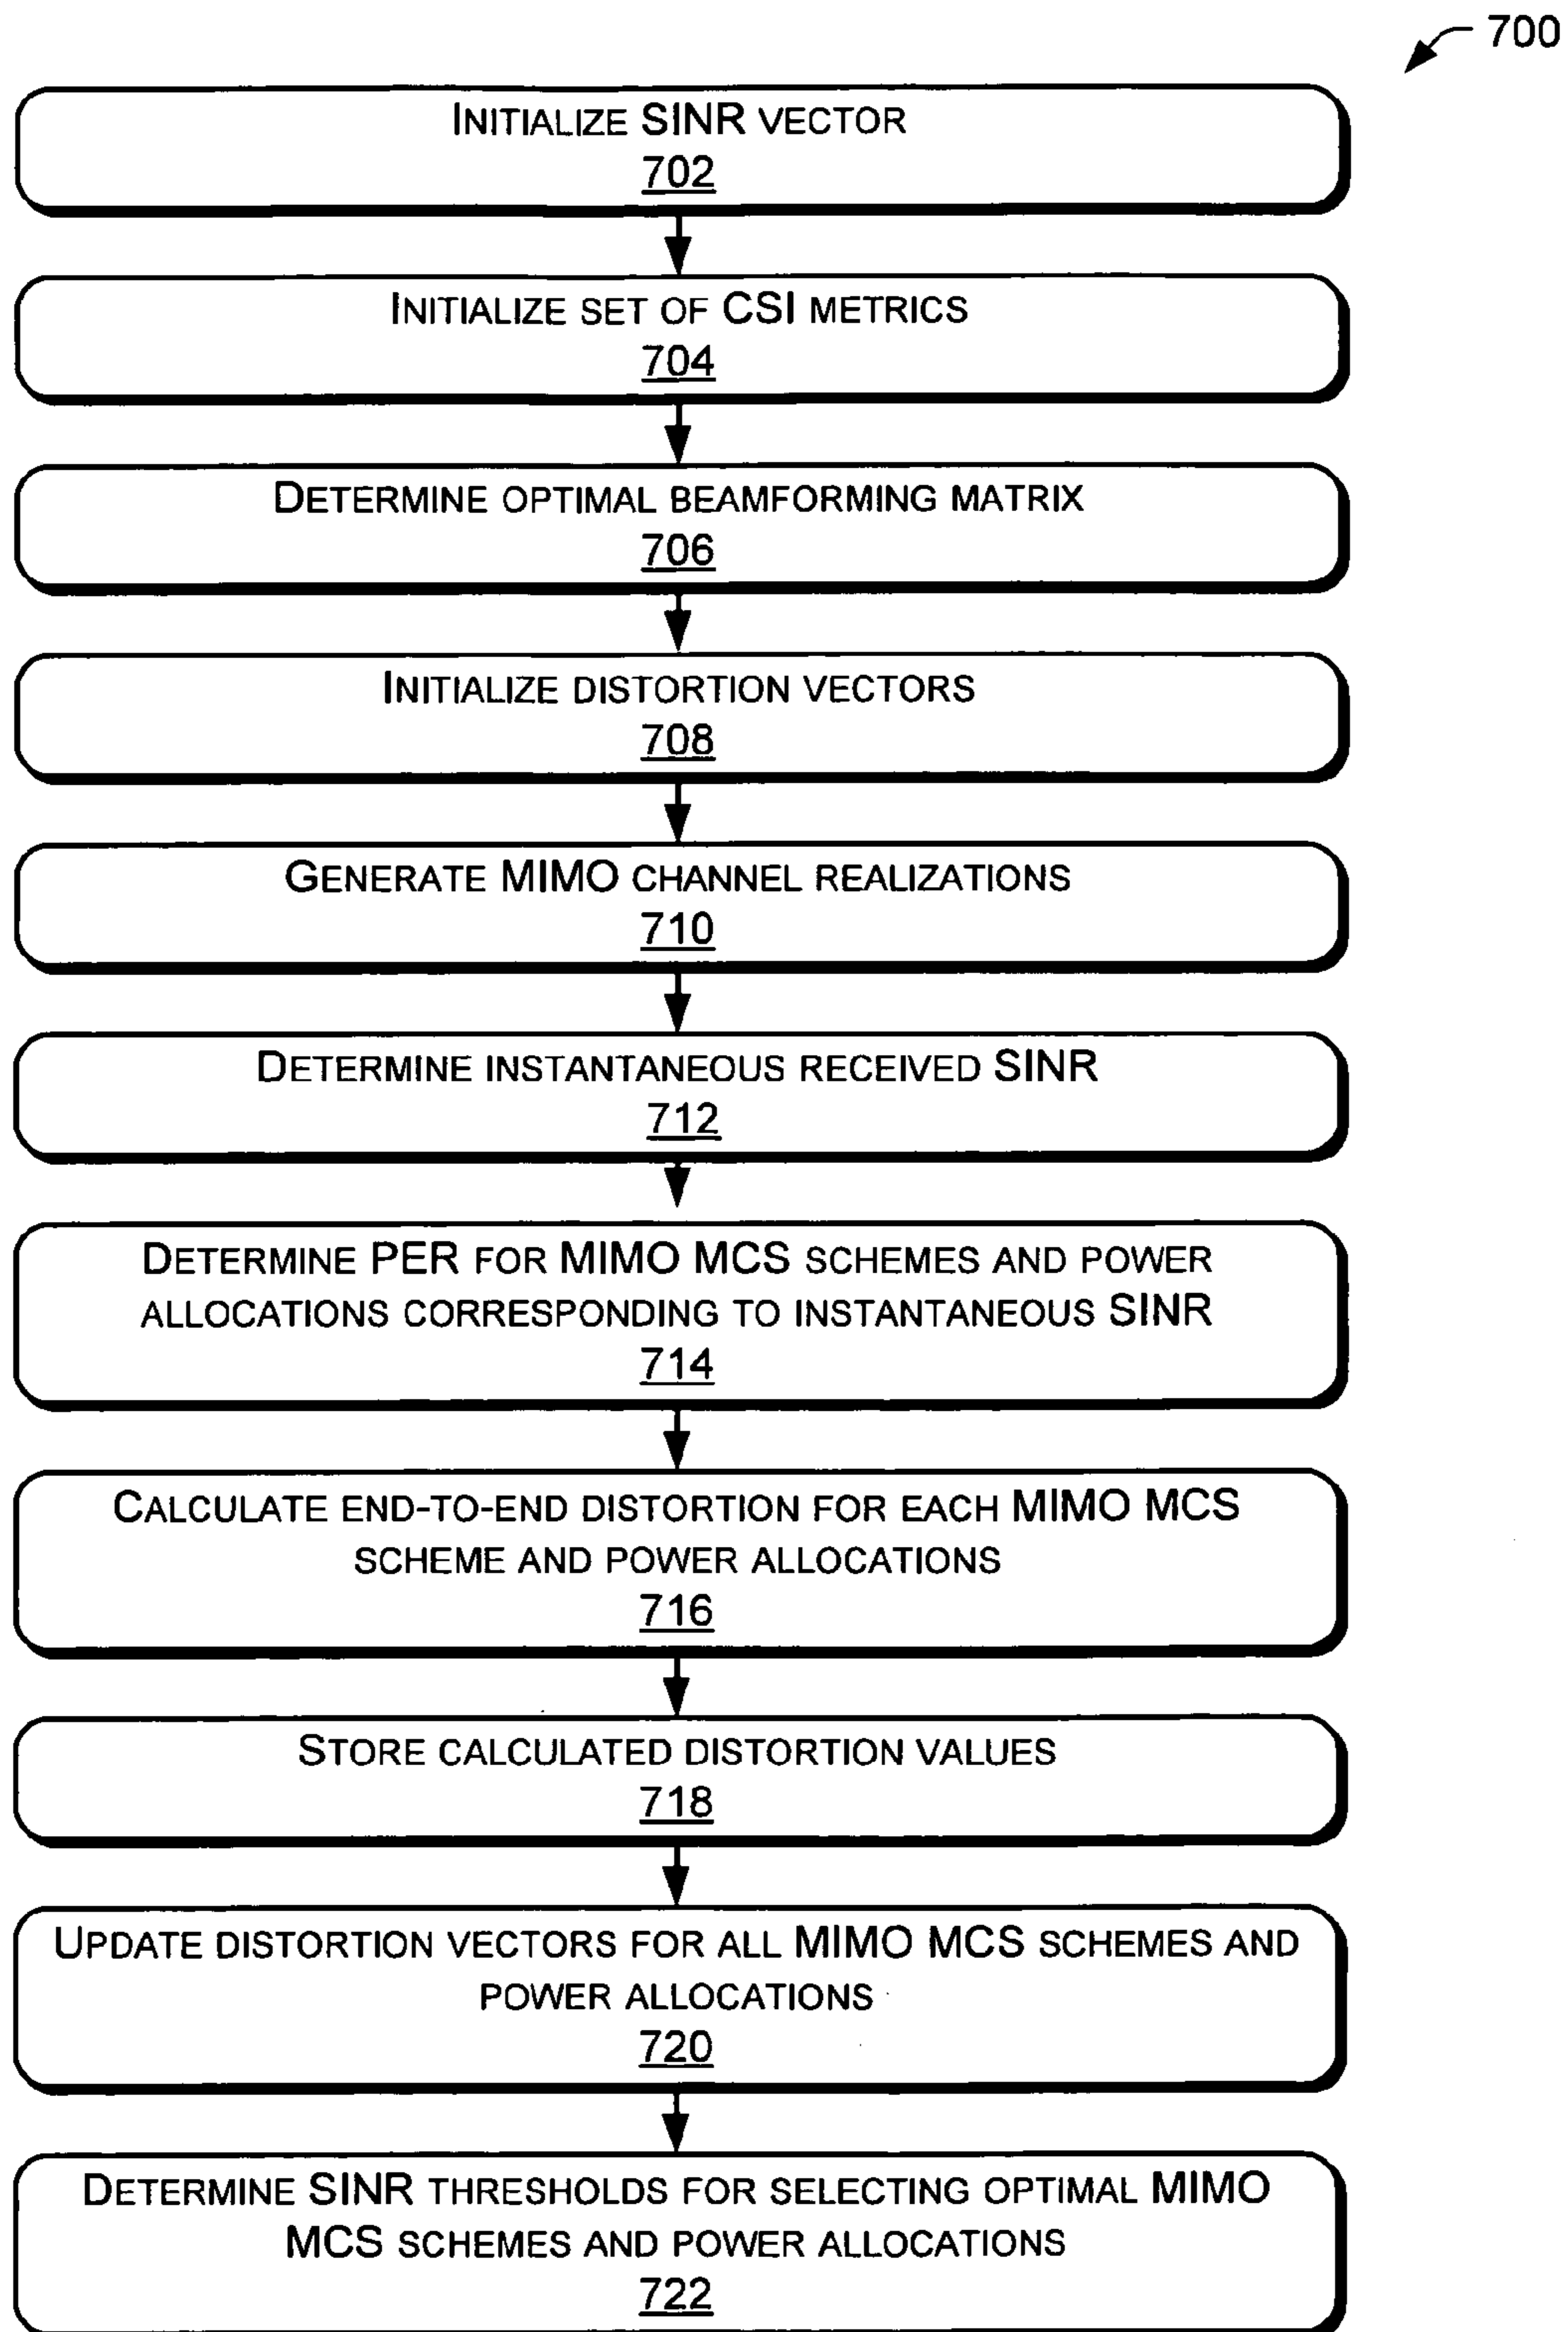 700
INITIALIZE SINR VECTOR
702
INITIALIZE SET OF CSI METRICS
704
DETERMINE OPTIMAL BEAMFORMING MATRIX
706
INITIALIZE DISTORTION VECTORS
708
GENERATE MIMO CHANNEL REALIZATIONS
710
DETERMINE INSTANTANEOUS RECEIVED SINR
712
DETERMINE PER FOR MIMO MCS SCHEMES AND POWER
ALLOCATIONS CORRESPONDING TO INSTANTANEOUS SINR
714
CALCULATE END-TO-END DISTORTION FOR EACH MIMO MCS
SCHEME AND POWER ALLOCATIONS
716
STORE CALCULATED DISTORTION VALUES
718
UPDATE DISTORTION VECTORS FOR ALL MIMO MCS SCHEMES AND
POWER ALLOCATIONS
720
DETERMINE SINR THRESHOLDS FOR SELECTING OPTIMAL MIMO
MCS SCHEMES AND POWER ALLOCATIONS
722